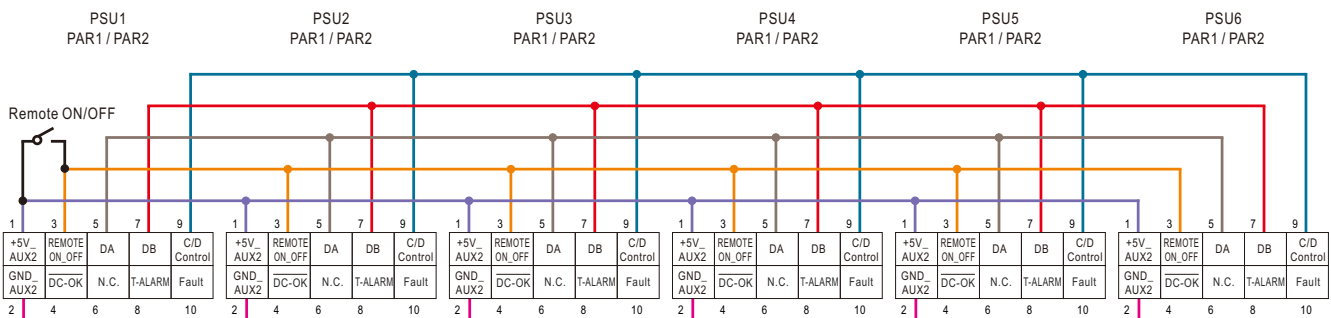 PSU1 PSU2 PSU3 PSU4 PSU5 PSU6
PAR1 / PAR2 PAR1 / PAR2 PAR1 / PAR2 PAR1 / PAR2 PAR1 / PAR2 PAR1 / PAR2
Remote ON/OFF
1 3 5 7 9 1 3 5 7 9 1 3 5 7 9 1 3 5 7 9 1 3 5 7 9 1 3 5 7 9
+5V_ REMOTE DA DB C/D +5V_ REMOTE DA DB C/D +5V_ REMOTE DA DB C/D +5V_ REMOTE DA DB C/D +5V_ REMOTE DA DB C/D +5V_ REMOTE DA DB C/D
AUX2 ON_OFF Control AUX2 ON_OFF Control AUX2 ON_OFF Control AUX2 ON_OFF Control AUX2 ON_OFF Control AUX2 ON_OFF Control
GND_ DC-OK N.C. T-ALARM Fault GND_ DC-OK N.C. T-ALARM Fault GND_ DC-OK N.C. T-ALARM Fault GND_ DC-OK N.C. T-ALARM Fault GND_ DC-OK N.C. T-ALARM Fault GND_ DC-OK N.C. T-ALARM Fault
AUX2 AUX2 AUX2 AUX2 AUX2 AUX2
2 4 6 8 10 2 4 6 8 10 2 4 6 8 10 2 4 6 8 10 2 4 6 8 10 2 4 6 8 10